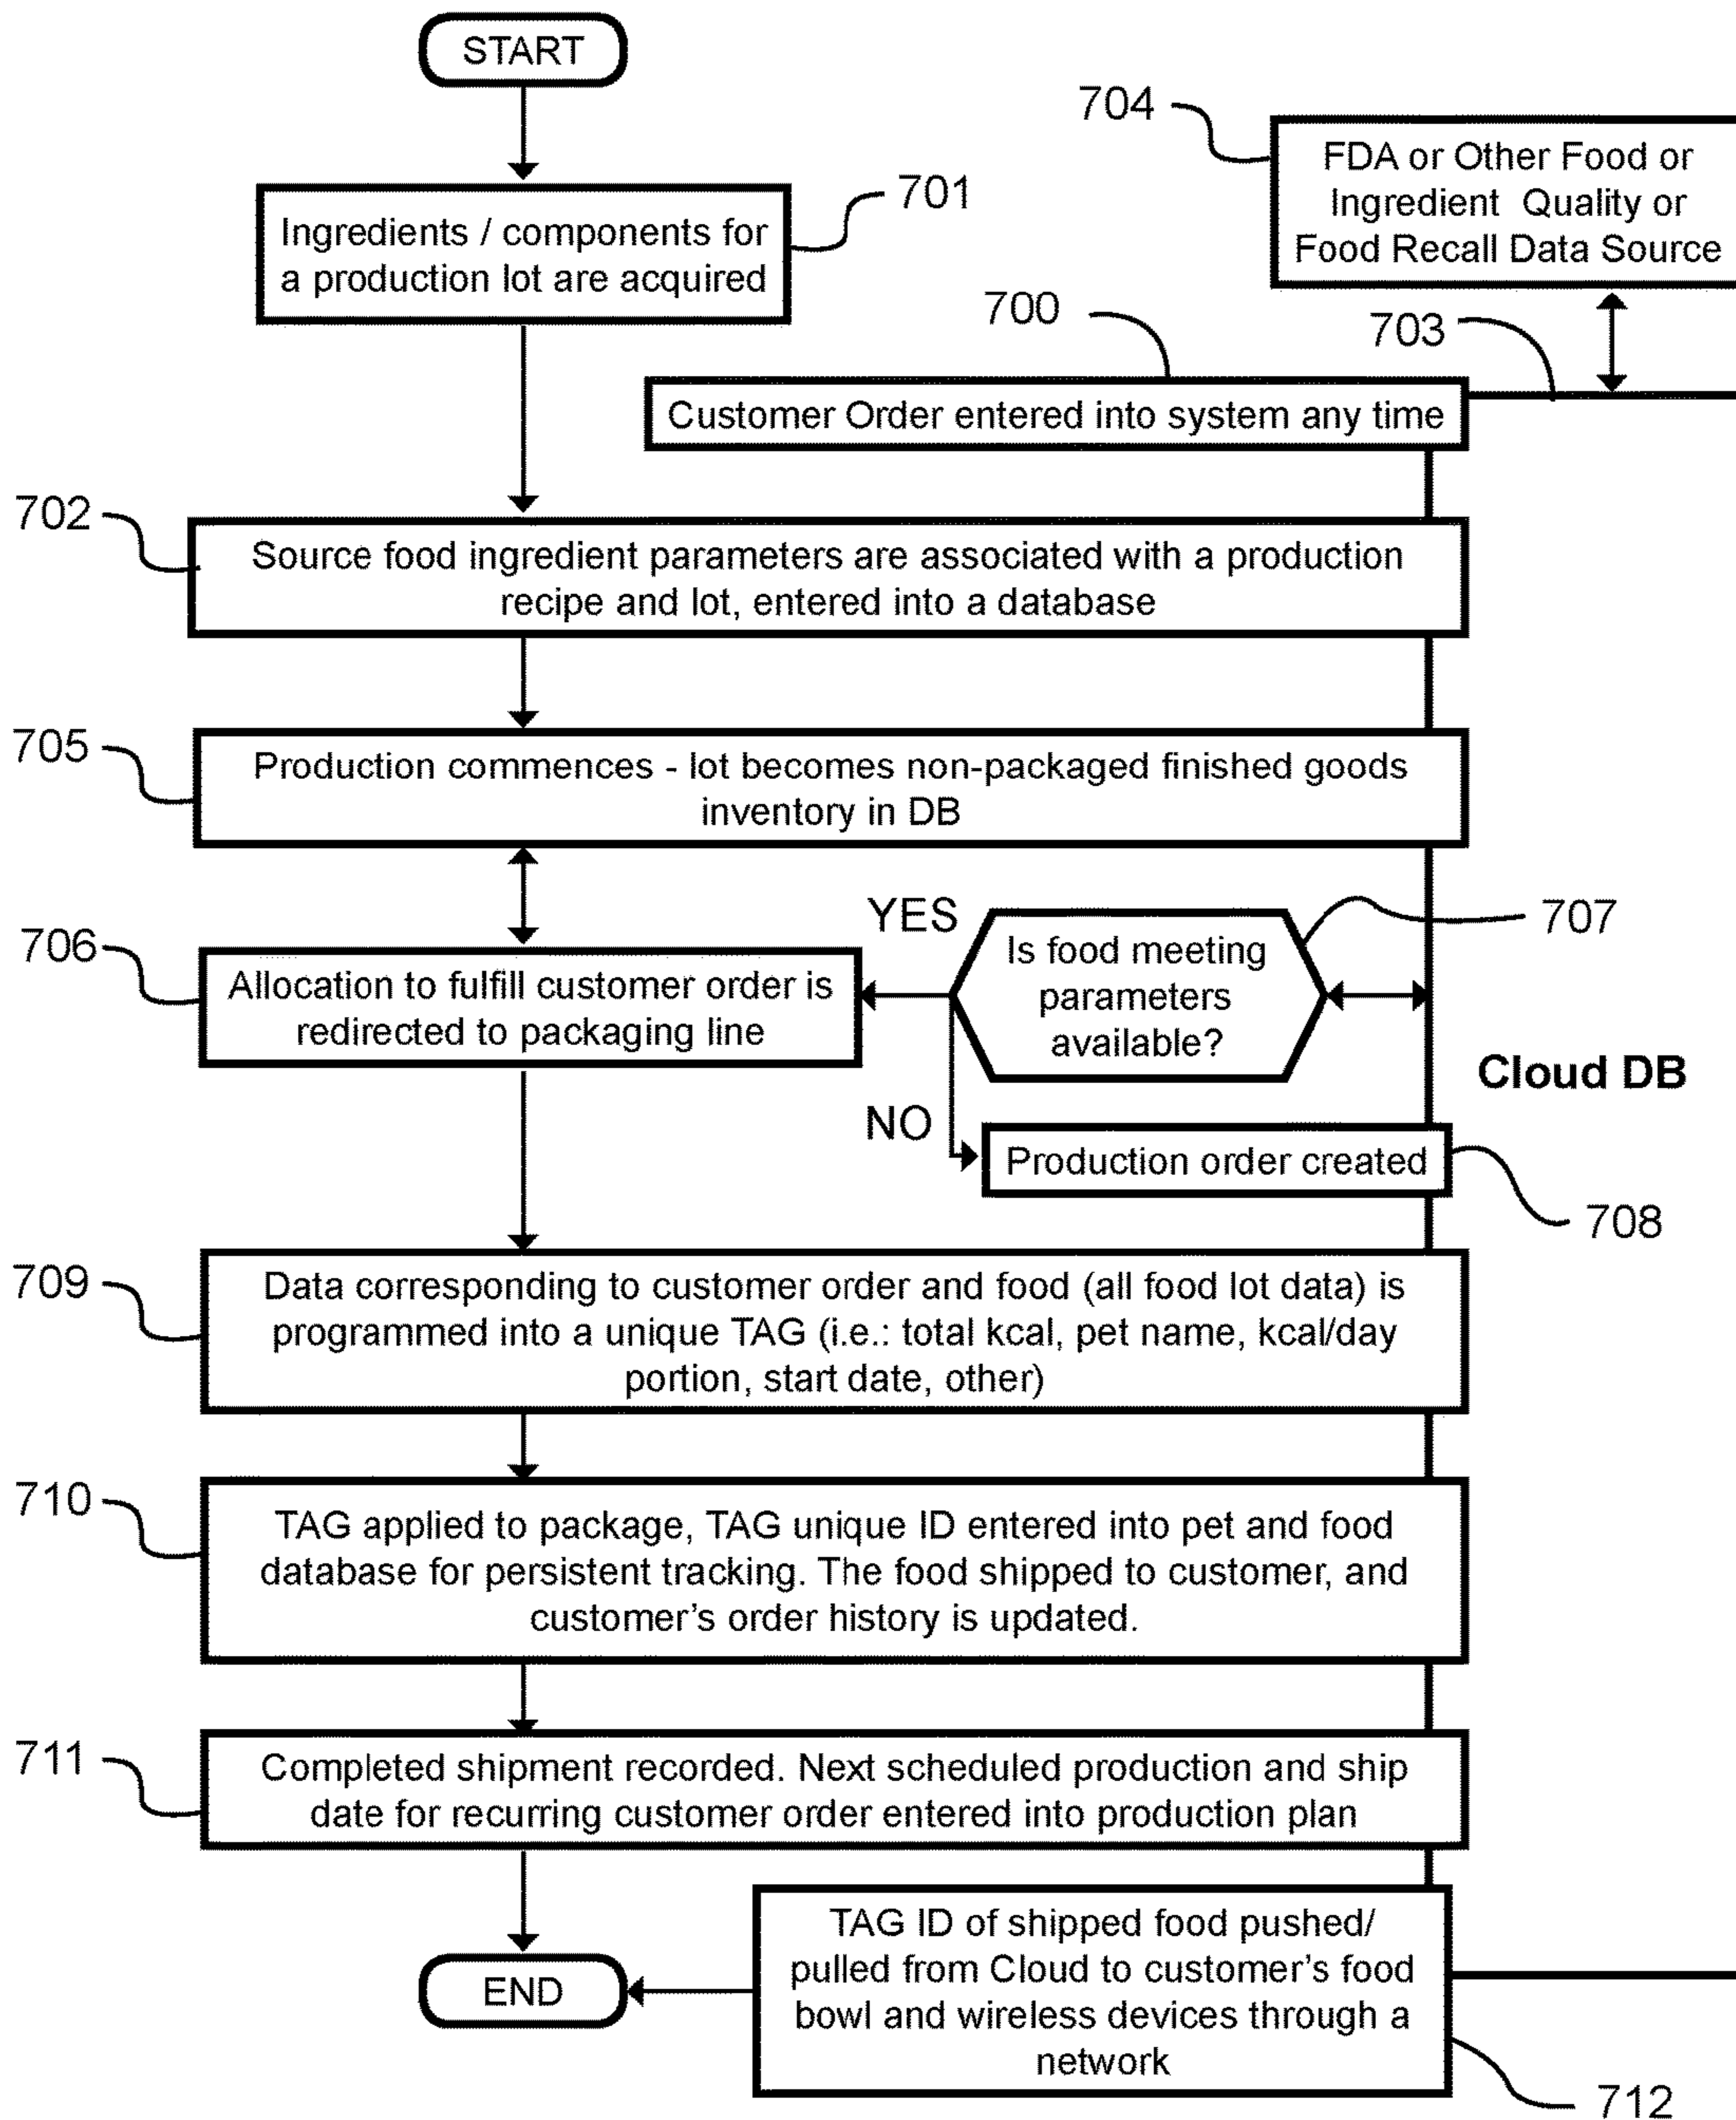 START
704
FDA or Other Food or
Ingredient Quality or
Food Recall Data Source
701
Ingredients / components for
a production lot are acquired
700
703
Customer Order entered into system any time
702
Source food ingredient parameters are associated with a production
recipe and lot, entered into a database
705
Production commences - lot becomes non-packaged finished goods
inventory in DB
706
Allocation to fulfill customer order is
redirected to packaging line
YES
707
Is food meeting
parameters
available?
Cloud DB
NO
Production order created
708
709
Data corresponding to customer order and food (all food lot data) is
programmed into a unique TAG (i.e.: total kcal, pet name, kcal/day
portion, start date, other)
710
TAG applied to package, TAG unique ID entered into pet and food
database for persistent tracking. The food shipped to customer, and
customer's order history is updated.
711
Completed shipment recorded. Next scheduled production and ship
date for recurring customer order entered into production plan
END
TAG ID of shipped food pushed/
pulled from Cloud to customer's food
bowl and wireless devices through a
network
712